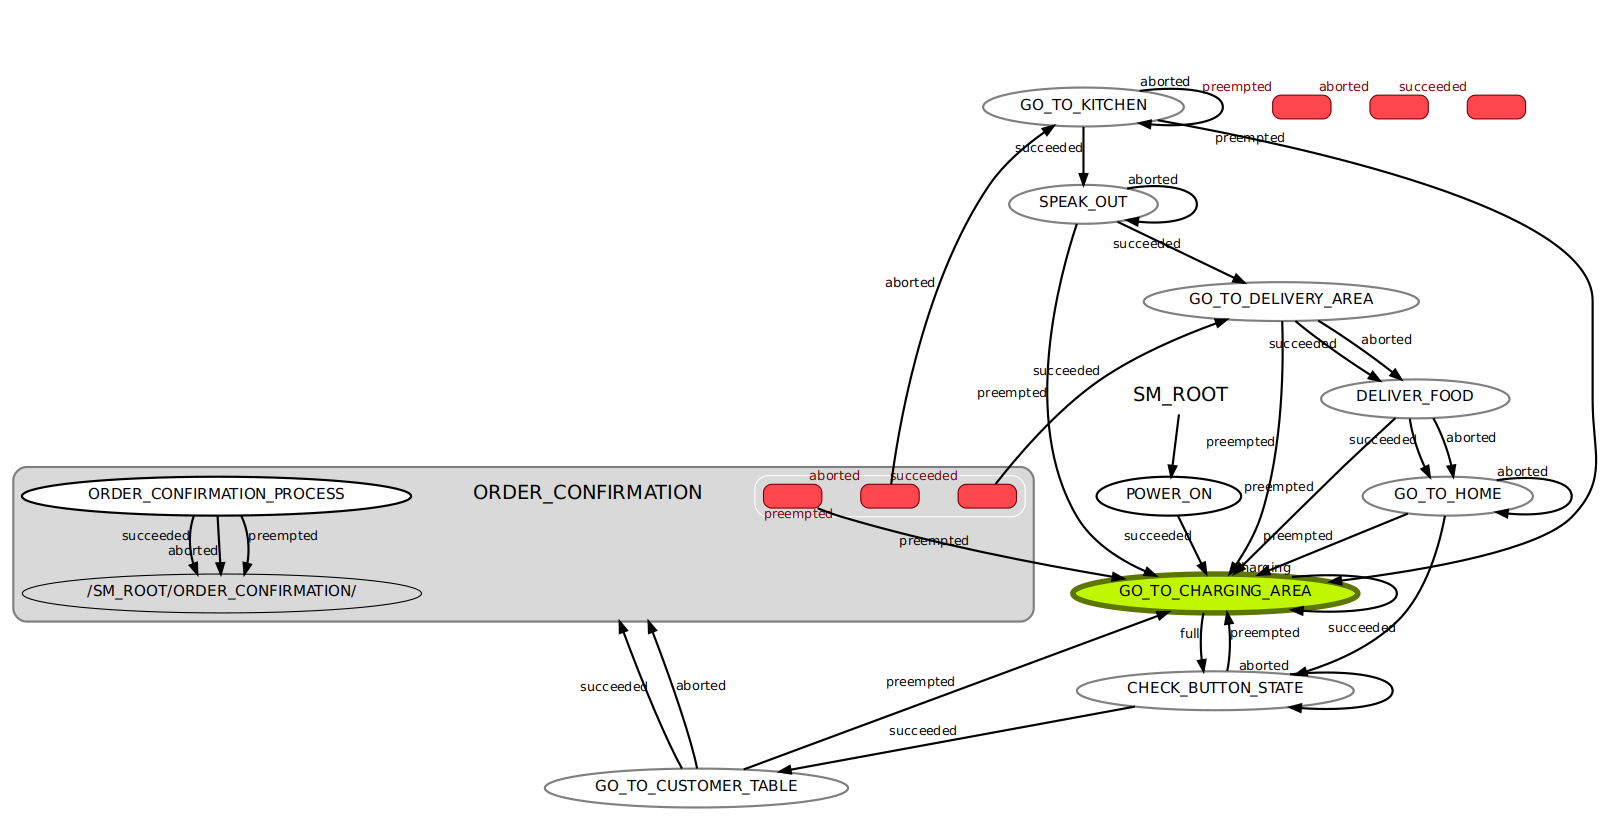 aborted
preempted
aborted
succeeded
GO_TO_KITCHEN
preempted
succeeded
aborted
SPEAK_OUT
succeeded
aborted
GO_TO_DELIVERY_AREA
succeeded
aborted
succeeded
preempted
SM_ROOT
DELIVER_FOOD
preempted
succeeded
aborted
aborted
succeeded
aborted
ORDER_CONFIRMATION_PROCESS
ORDER_CONFIRMATION
preempted
POWER_ON
preempted
GO_TO_HOME
succeeded
aborted
preempted
preempted
succeeded
preempted
charging
/SM_ROOT/ORDER_CONFIRMATION/
GO_TO_CHARGING_AREA
full
preempted
succeeded
aborted
succeeded
aborted
preempted
CHECK_BUTTON_STATE
succeeded
GO_TO_CUSTOMER_TABLE